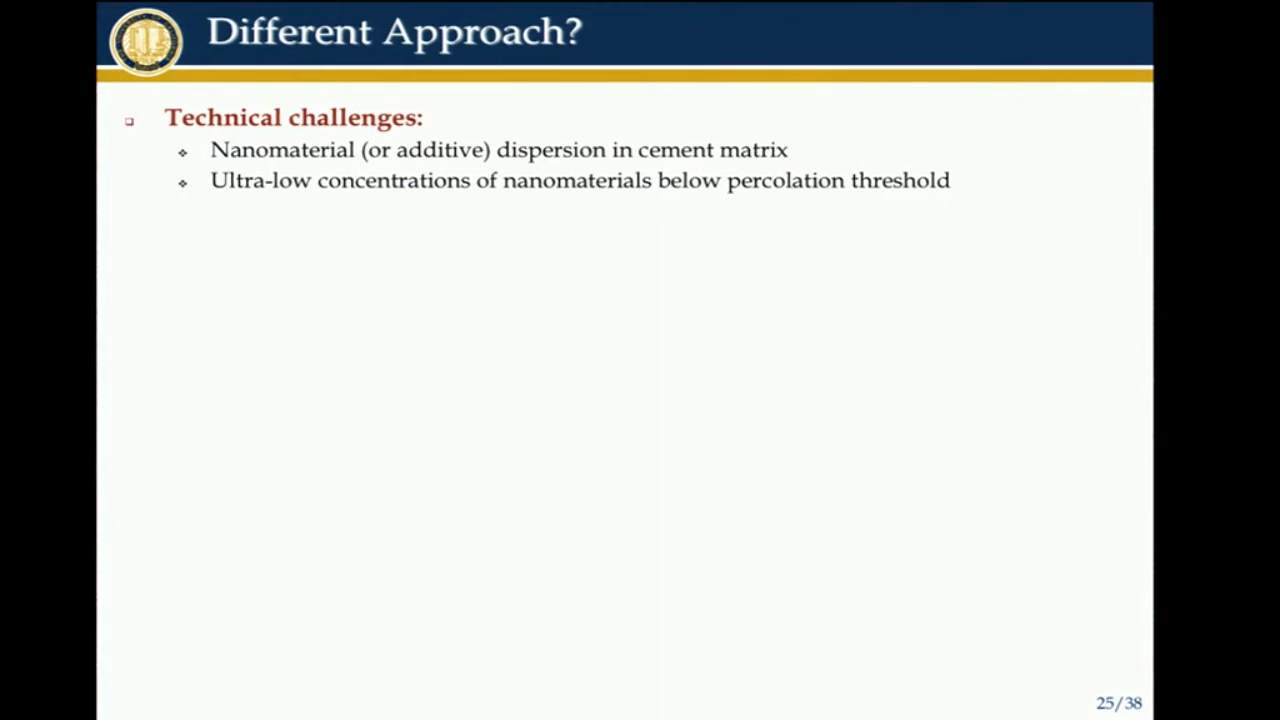 Different Approach?
Technical challenges:
Nanomaterial (or additive) dispersion in cement matrix
Ultra-low concentrations of nanomaterials below percolation threshold
25/38